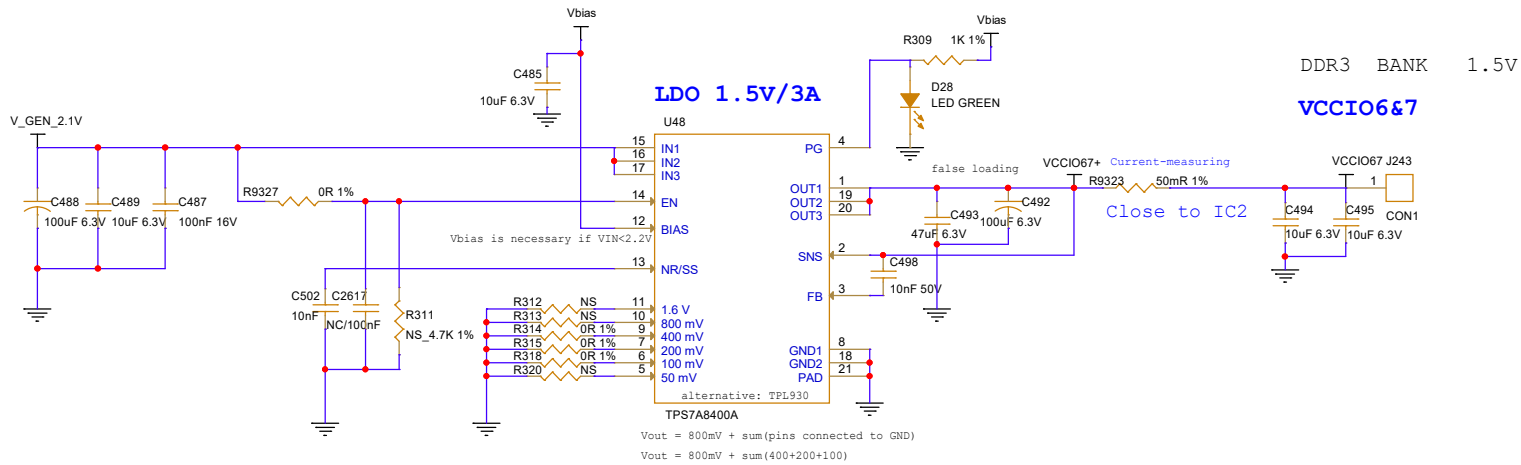 Vbias
Vbias
R309 1K 1%
DDR3 BANK 1.5V
C485
10uF 6.3V
LDO 1.5V/3A
D28
LED GREEN
VCCIO6&7
V_GEN_2.1V
U48
15 IN1
16 IN2
17 IN3
PG 4
false loading
VCCIO67+ Current-measuring
VCCIO67 J243
R9327 0R 1%
14 EN
OUT1 1
OUT2 19
OUT3 20
R9323 50mR 1%
1
CON1
C488
100uF 6.3V
C489
10uF 6.3V
C487
100nF 16V
12 BIAS
Vbias is necessary if VIN<2.2V
C493
47uF 6.3V
C492
100uF 6.3V
Close to IC2
C494
10uF 6.3V
C495
10uF 6.3V
13 NR/SS
SNS 2
C498
10nF 50V
FB 3
C502
10nF
C2617
NC/100nF
R311
NS_4.7K 1%
R312 NS 11 1.6 V
R313 NS 10 800 mV
R314 0R 1% 9 400 mV
R315 0R 1% 7 200 mV
R318 0R 1% 6 100 mV
R320 NS 5 50 mV
GND1 8
GND2 18
PAD 21
alternative: TPL930
TPS7A8400A
Vout = 800mV + sum(pins connected to GND)
Vout = 800mV + sum(400+200+100)